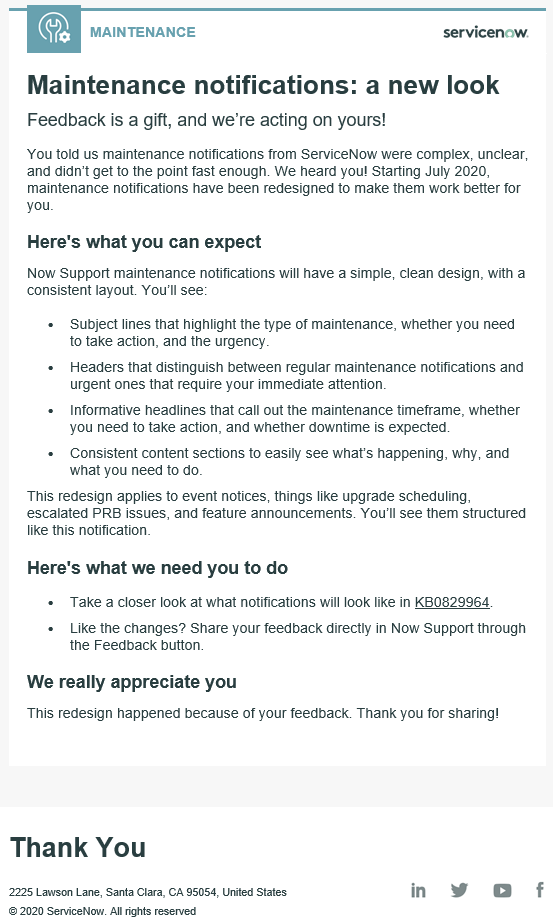 MAINTENANCE
servicenow
Maintenance notifications: a new look
Feedback is a gift, and we're acting on yours!
You told us maintenance notifications from ServiceNow were complex, unclear,
and didn't get to the point fast enough. We heard you! Starting July 2020,
maintenance notifications have been redesigned to make them work better for
you.
Here's what you can expect
Now Support maintenance notifications will have a simple, clean design, with a
consistent layout. You'll see:
• Subject lines that highlight the type of maintenance, whether you need
to take action, and the urgency.
• Headers that distinguish between regular maintenance notifications and
urgent ones that require your immediate attention.
• Informative headlines that call out the maintenance timeframe, whether
you need to take action, and whether downtime is expected.
• Consistent content sections to easily see what's happening, why, and
what you need to do.
This redesign applies to event notices, things like upgrade scheduling,
escalated PRB issues, and feature announcements. You'll see them structured
like this notification.
Here's what we need you to do
• Take a closer look at what notifications will look like in KB0829964.
• Like the changes? Share your feedback directly in Now Support through
the Feedback button.
We really appreciate you
This redesign happened because of your feedback. Thank you for sharing!
Thank You
2225 Lawson Lane, Santa Clara, CA 95054, United States
© 2020 ServiceNow. All rights reserved